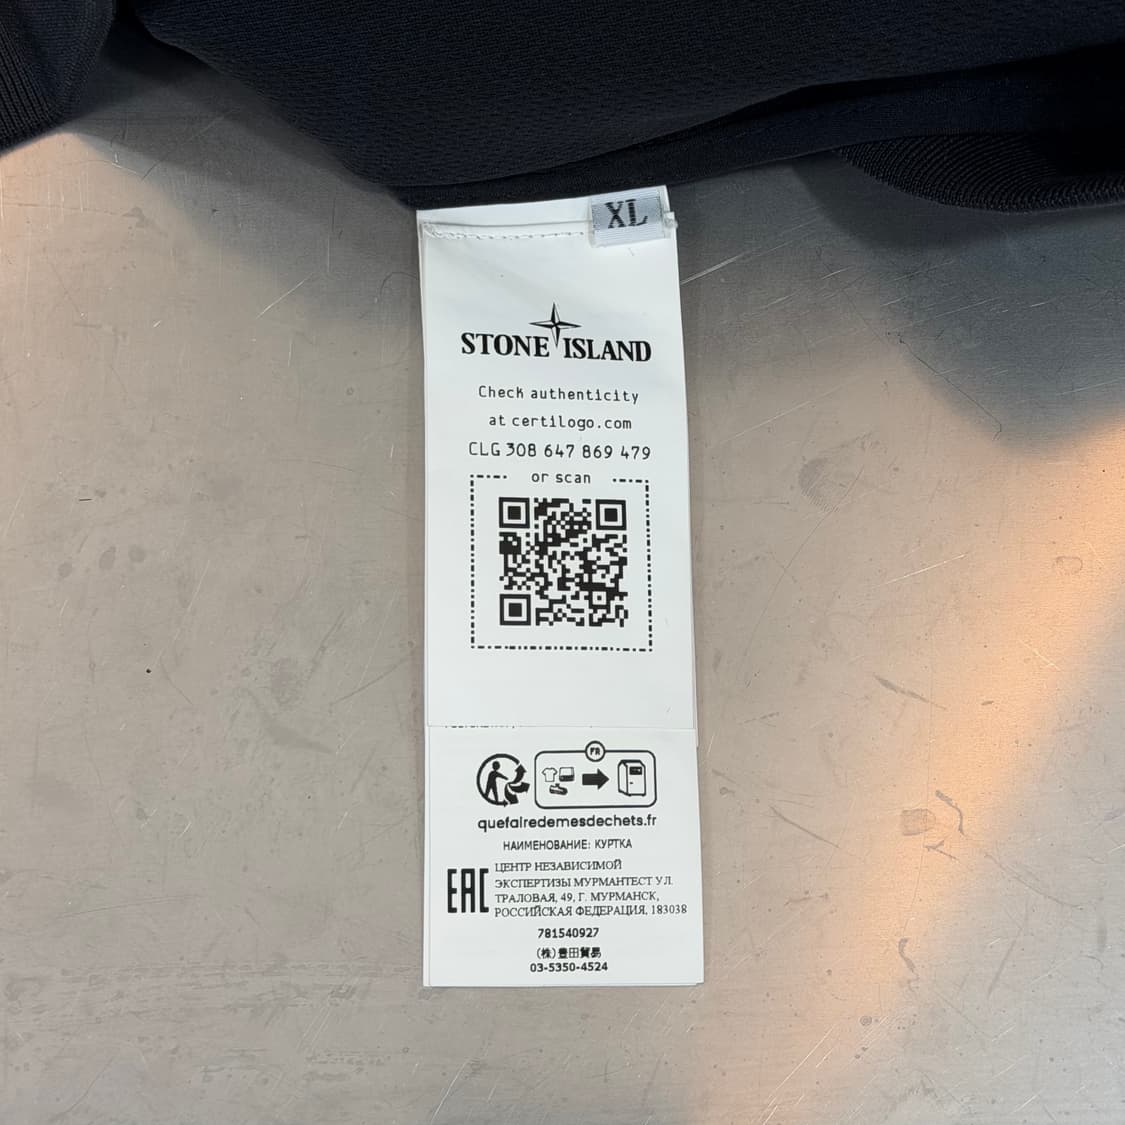 XL
STONE ISLAND
Check authenticity
at certilogo.com
CLG 308 647 869 479
or scan
FR
quefairedemesdechets.fr
НАИМЕНОВАНИЕ: КУРТКА
EAC
ЦЕНТР НЕЗАВИСИМОЙ
ЭКСПЕРТИЗЫ МУРМАНТЕСТ УЛ.
ТРАЛОВАЯ, 49, Г. МУРМАНСК,
РОССИЙСКАЯ ФЕДЕРАЦИЯ, 183038
781540927
(株)豊田貿易
03-5350-4524